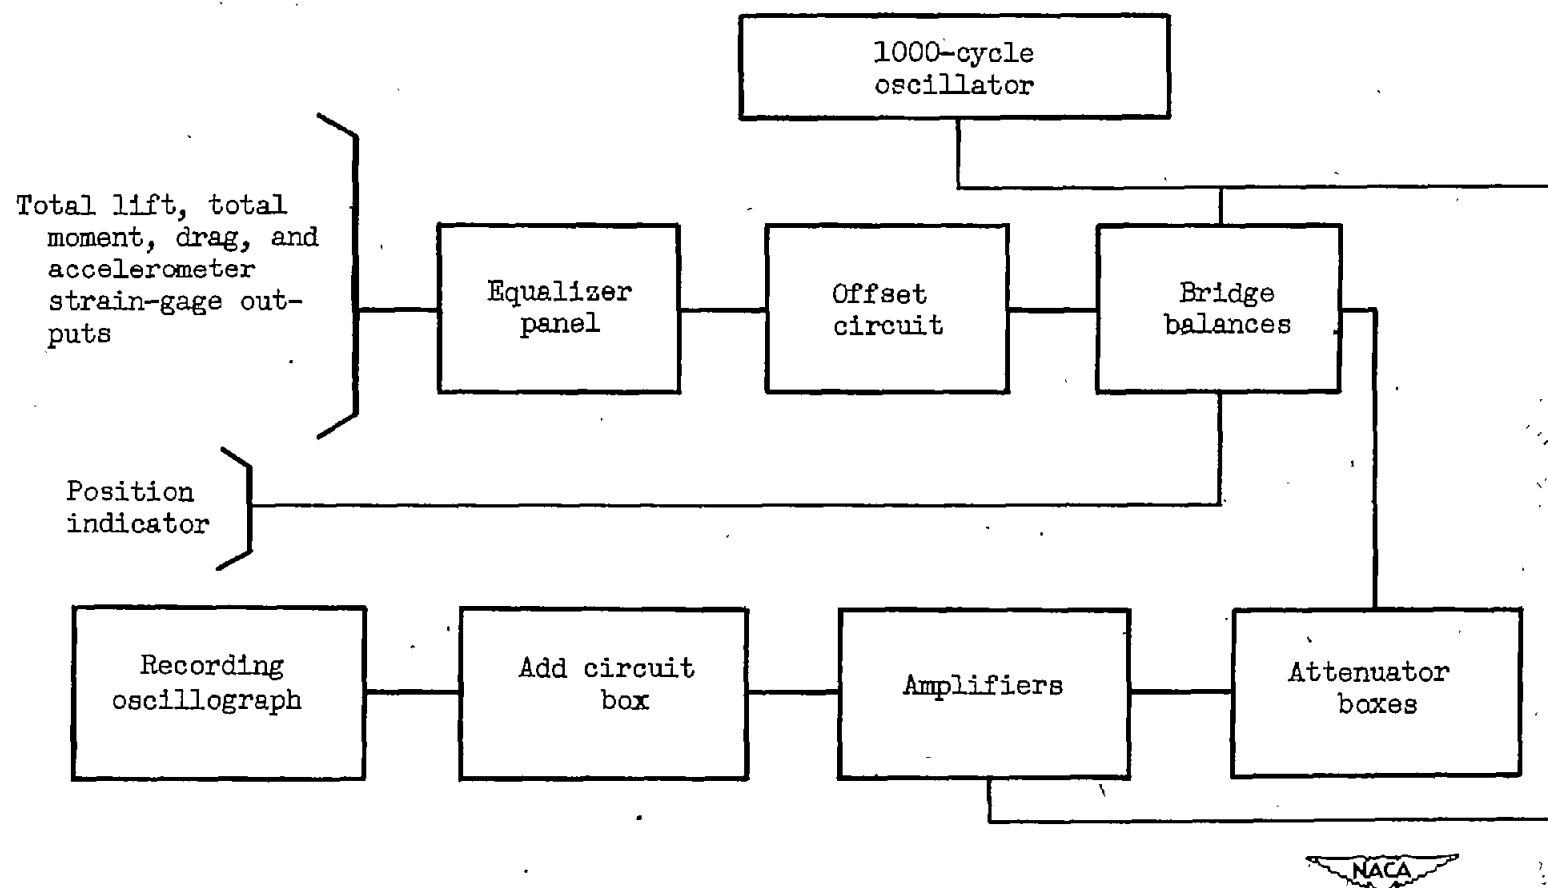 1000-cycle
oscillator
Total lift, total
moment, drag, and
accelerometer
strain-gage out-
puts
Equalizer
panel
Offset
circuit
Bridge
balances
Position
indicator
Recording
oscillograph
Add circuit
box
Amplifiers
Attenuator
boxes
NACA